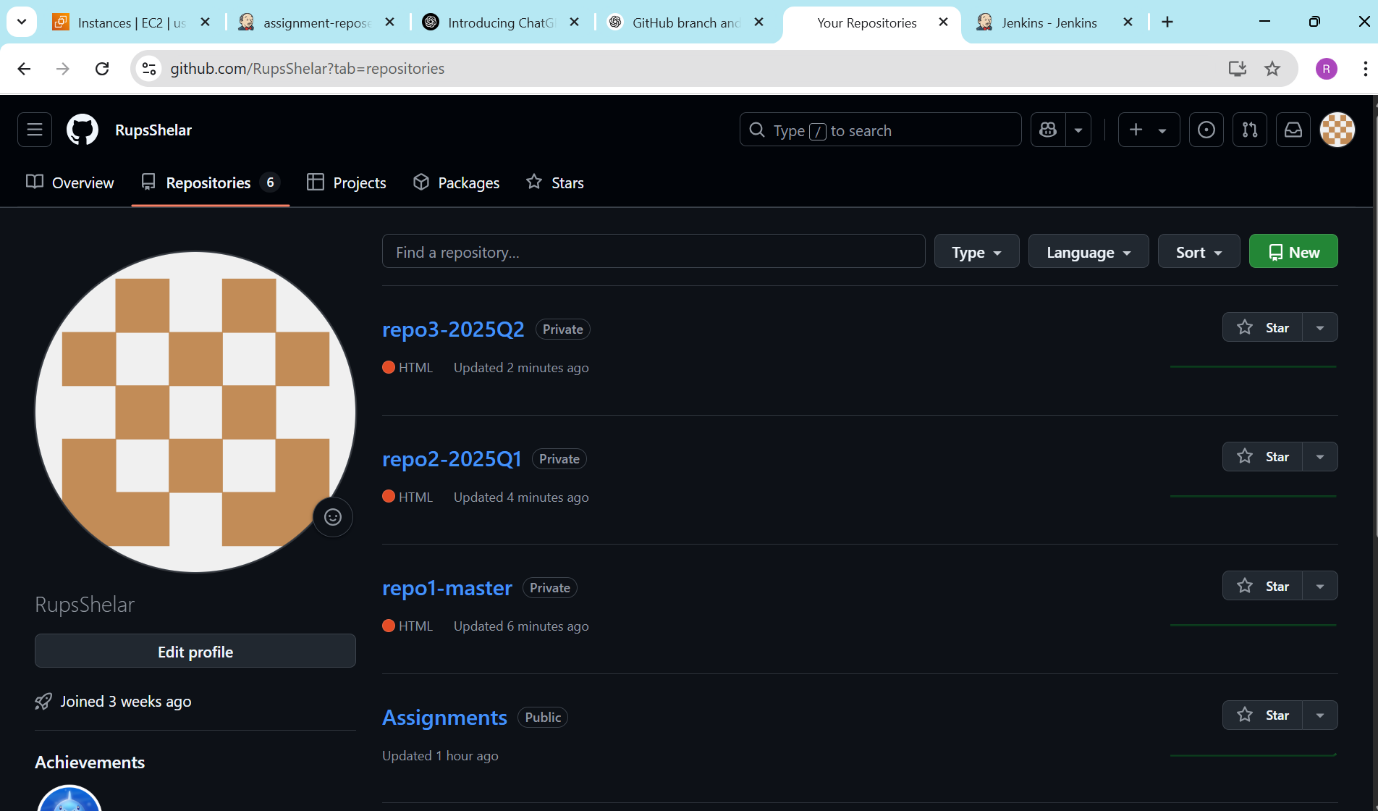 Instances | EC2 | us
assignment-repose
Introducing ChatG
GitHub branch and
Your Repositories
Jenkins - Jenkins
github.com/RupsShelar?tab=repositories
R
RupsShelar
Type / to search
Overview
Repositories 6
Projects
Packages
Stars
Find a repository...
Type
Language
Sort
New
repo3-2025Q2 Private
Star
HTML Updated 2 minutes ago
repo2-2025Q1 Private
Star
HTML Updated 4 minutes ago
repo1-master Private
Star
HTML Updated 6 minutes ago
Assignments Public
Star
Updated 1 hour ago
RupsShelar
Edit profile
Joined 3 weeks ago
Achievements